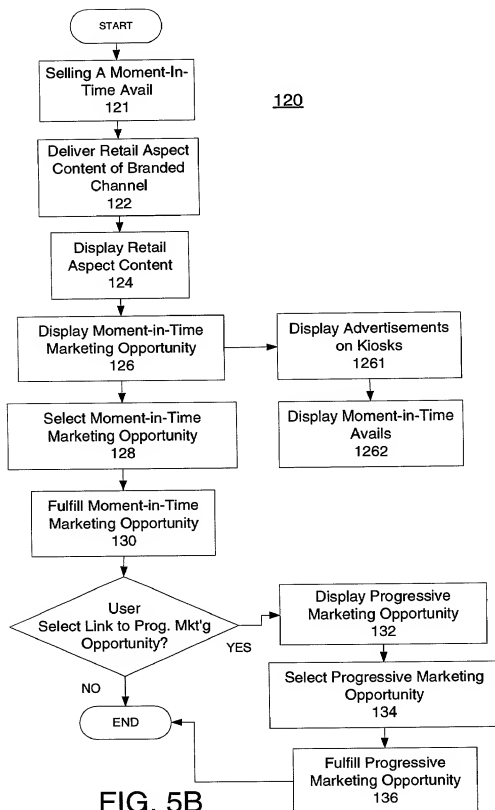 START
Selling A Moment-In-
Time Avail
121
120
Deliver Retail Aspect
Content of Branded
Channel
122
Display Retail
Aspect Content
124
Display Moment-in-Time
Marketing Opportunity
126
Display Advertisements
on Kiosks
1261
Display Moment-in-Time
Avails
1262
Select Moment-in-Time
Marketing Opportunity
128
Fulfill Moment-in-Time
Marketing Opportunity
130
User
Select Link to Prog. Mkt'g
Opportunity?
YES
NO
Display Progressive
Marketing Opportunity
132
Select Progressive Marketing
Opportunity
134
END
Fulfill Progressive
Marketing Opportunity
136
FIG. 5B